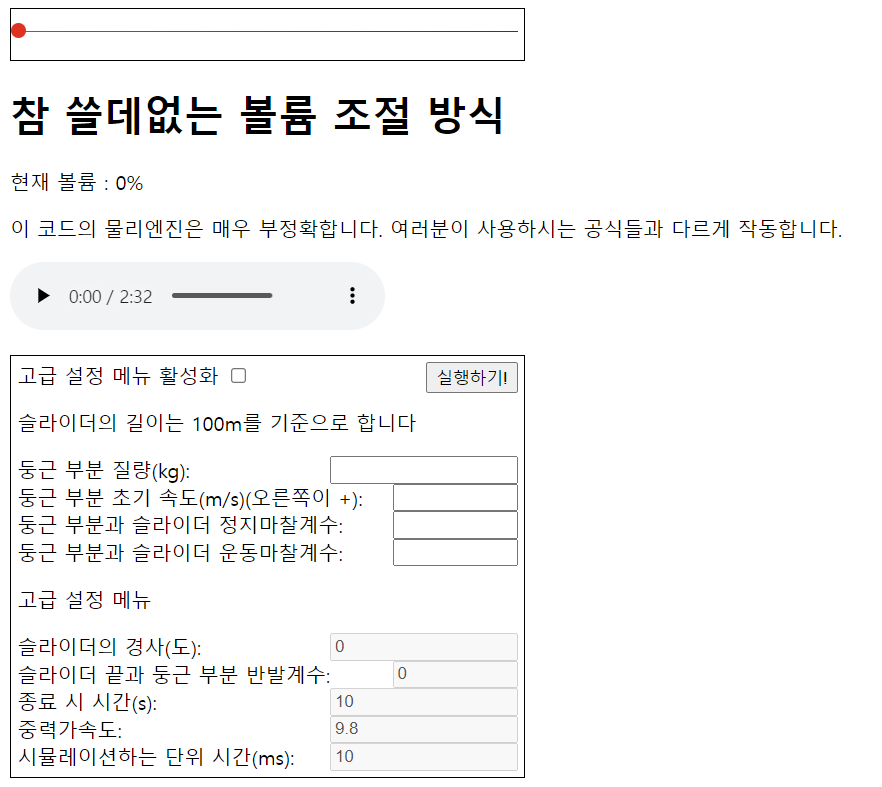 참 쓸데없는 볼륨 조절 방식
현재 볼륨 : 0%
이 코드의 물리엔진은 매우 부정확합니다. 여러분이 사용하시는 공식들과 다르게 작동합니다.
0:00 / 2:32
고급 설정 메뉴 활성화 실행하기!
슬라이더의 길이는 100m를 기준으로 합니다
둥근 부분 질량(kg):
둥근 부분 초기 속도(m/s)(오른쪽이 +):
둥근 부분과 슬라이더 정지마찰계수:
둥근 부분과 슬라이더 운동마찰계수:
고급 설정 메뉴
슬라이더의 경사(도): 0
슬라이더 끝과 둥근 부분 반발계수: 0
종료 시 시간(s): 10
중력가속도: 9.8
시뮬레이션하는 단위 시간(ms): 10